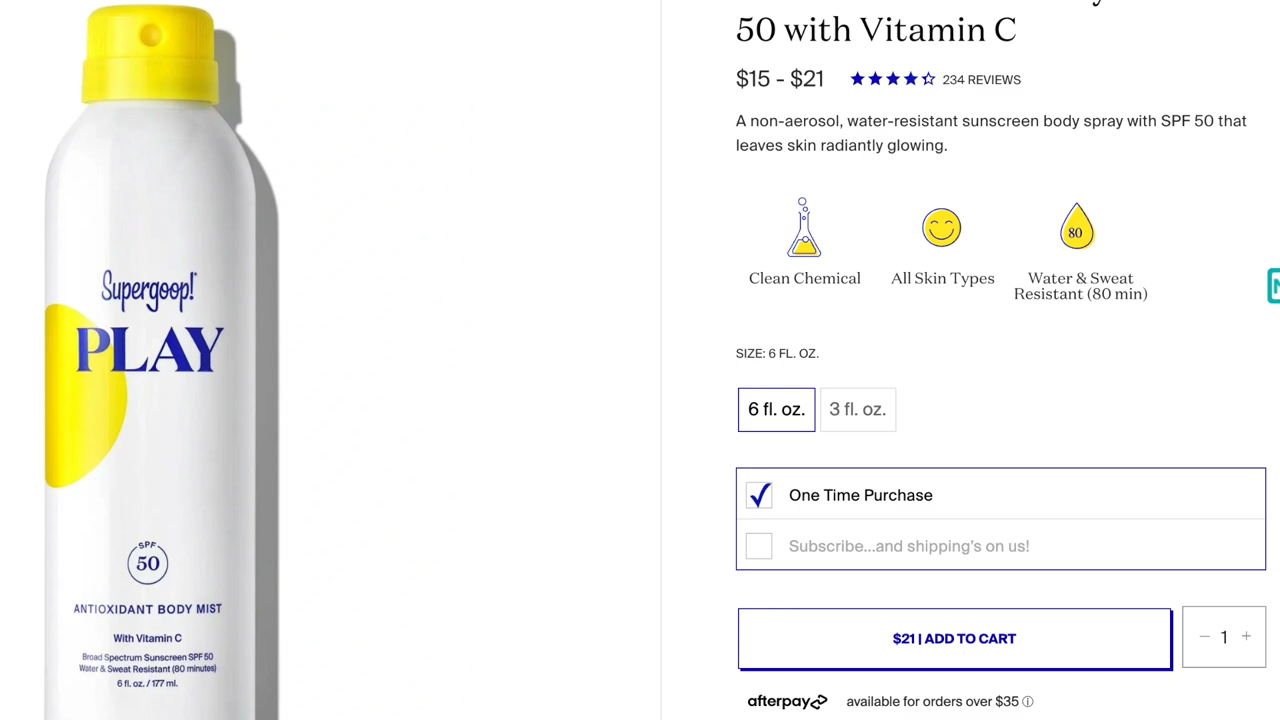 Supergoop!
PLAY
SPF
50
ANTIOXIDANT BODY MIST
With Vitamin C
Broad Spectrum Sunscreen SPF 50
Water & Sweat Resistant (80 minutes)
6 fl. oz. / 177 ml.
50 with Vitamin C
$15 - $21
234 REVIEWS
A non-aerosol, water-resistant sunscreen body spray with SPF 50 that
leaves skin radiantly glowing.
80
Clean Chemical
All Skin Types
Water & Sweat
Resistant (80 min)
SIZE: 6 FL. OZ.
6 fl. oz.
3 fl. oz.
One Time Purchase
Subscribe...and shipping's on us!
$21 | ADD TO CART
1
afterpay
available for orders over $35